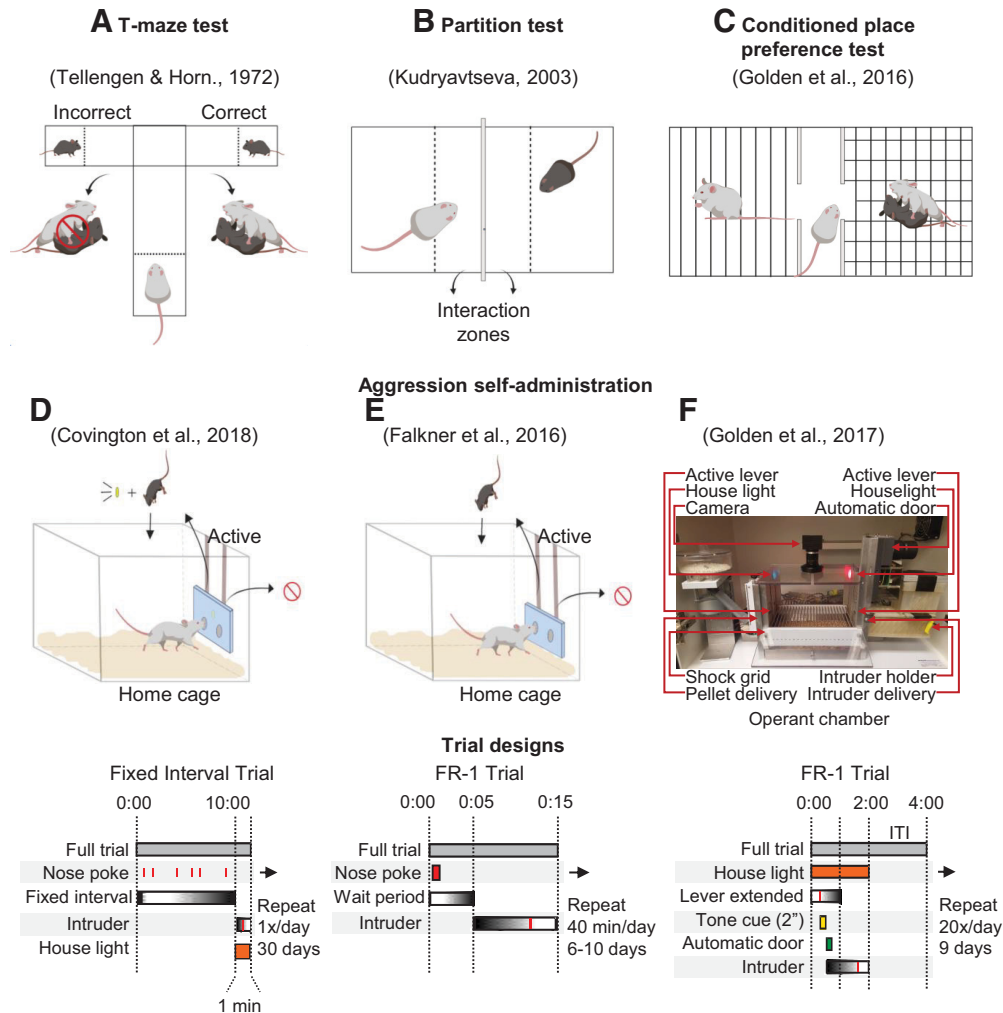 A T-maze test
(Tellengen & Horn., 1972)
Incorrect
Correct
B Partition test
(Kudryavtseva, 2003)
Interaction
zones
C Conditioned place
preference test
(Golden et al., 2016)
Aggression self-administration
D
(Covington et al., 2018)
+
Active
Home cage
E
(Falkner et al., 2016)
Active
Home cage
F
(Golden et al., 2017)
Active lever
House light
Camera
Active lever
Houselight
Automatic door
Shock grid
Pellet delivery
Intruder holder
Intruder delivery
Operant chamber
Trial designs
Fixed Interval Trial
0:00
10:00
Full trial
Nose poke
Fixed interval
Intruder
House light
Repeat
1x/day
30 days
1 min
FR-1 Trial
0:00
0:05
0:15
Full trial
Nose poke
Wait period
Intruder
Repeat
40 min/day
6-10 days
FR-1 Trial
0:00
2:00
4:00
ITI
Full trial
House light
Lever extended
Tone cue (2")
Automatic door
Intruder
Repeat
20x/day
9 days